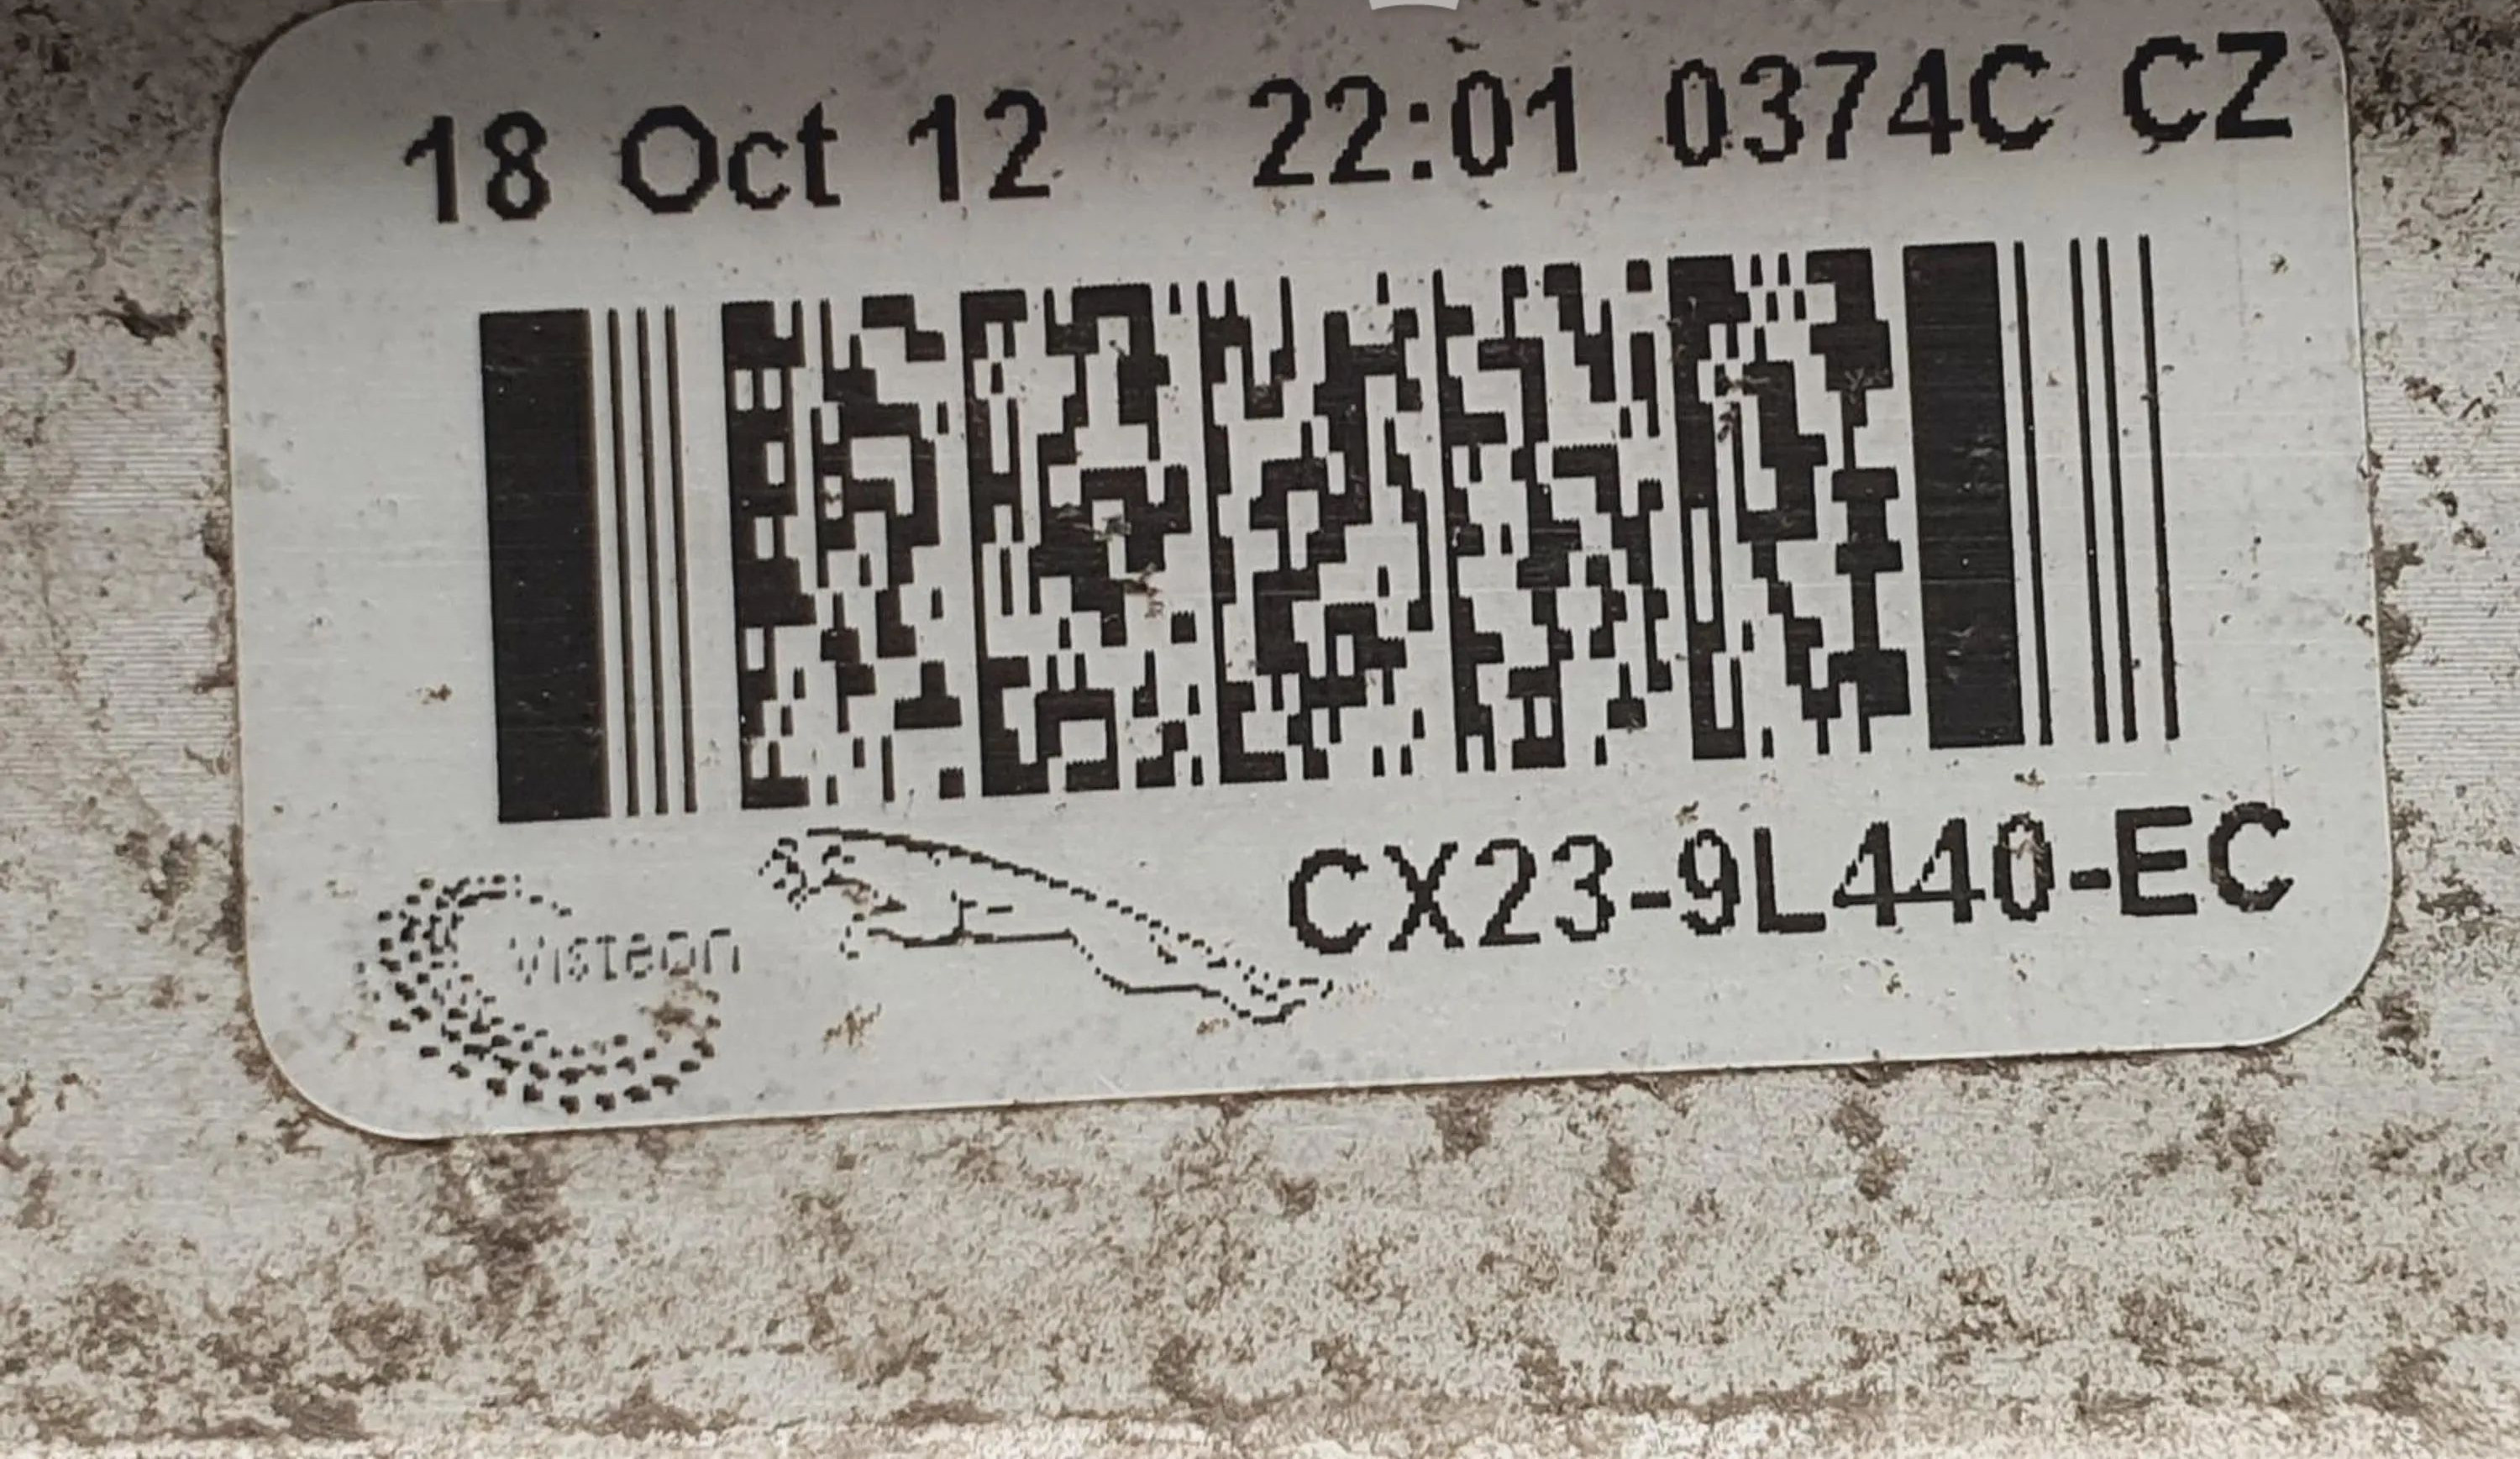 18 Oct 12 22:01 0374C CZ
CX23-9L440-EC
Visteon